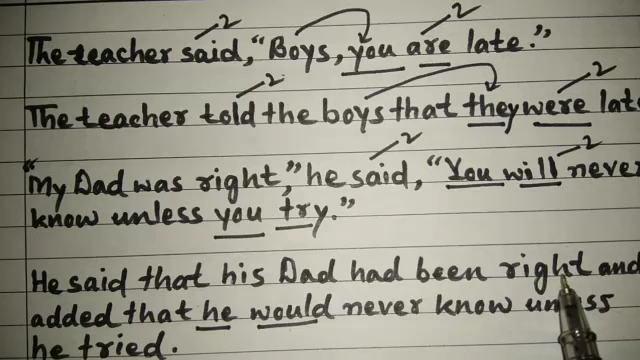 The teacher said, "Boys, you are late."
The teacher told the boys that they were late
"My Dad was right," he said, "You will never
know unless you try."
He said that his Dad had been right and
added that he would never know unless
he tried.